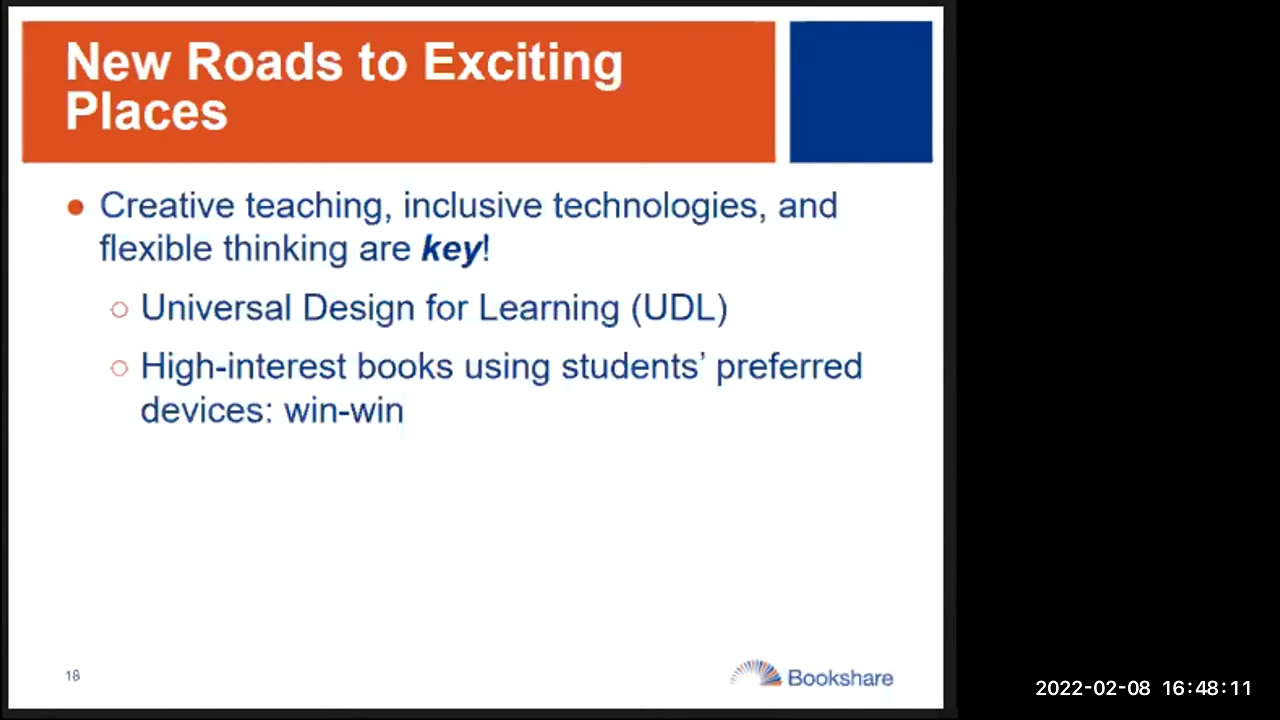 New Roads to Exciting
Places
● Creative teaching, inclusive technologies, and
flexible thinking are key!
○ Universal Design for Learning (UDL)
○ High-interest books using students’ preferred
devices: win-win
18
Bookshare
2022-02-08 16:48:11